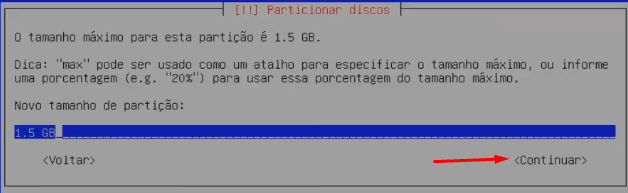 [!!] Particionar discos
O tamanho máximo para esta partição é 1.5 GB.
Dica: "max" pode ser usado como um atalho para especificar o tamanho máximo, ou informe
uma porcentagem (e.g. "20%") para usar essa porcentagem do tamanho máximo.
Novo tamanho de partição:
1.5 GB
<Voltar> <Continuar>